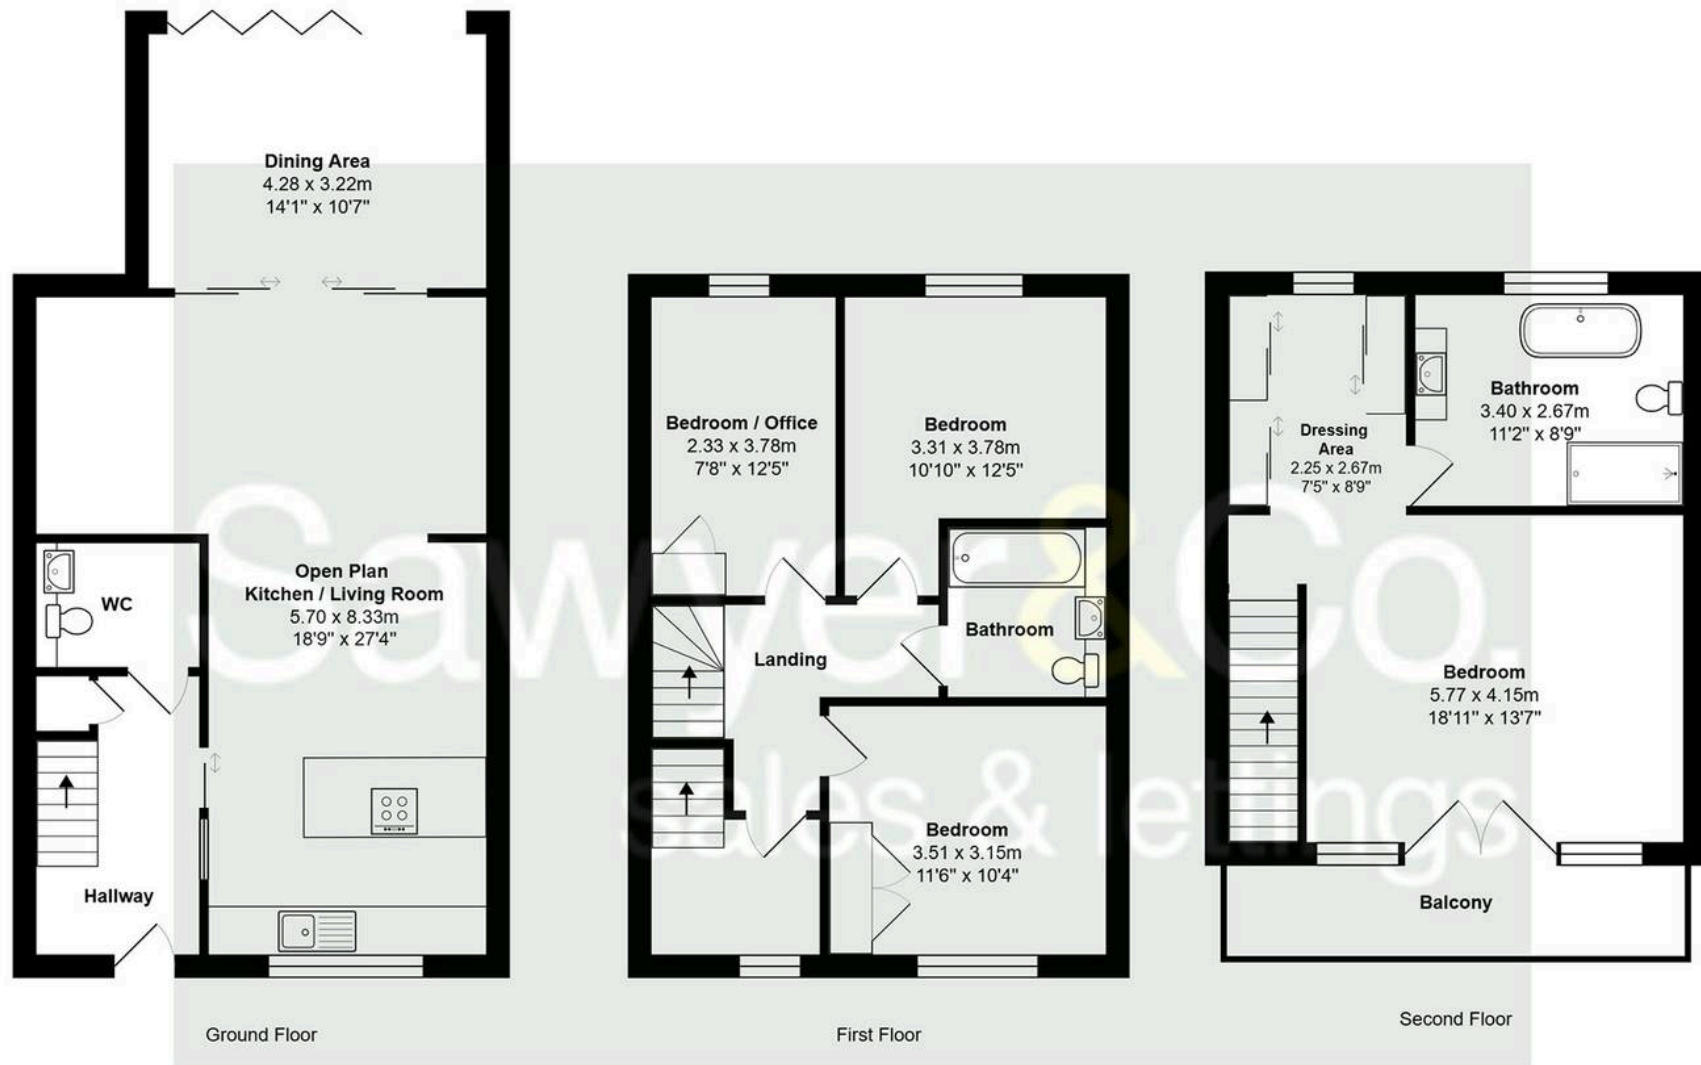 Dining Area
4.28 x 3.22m
14'1" x 10'7"
Open Plan
Kitchen / Living Room
5.70 x 8.33m
18'9" x 27'4"
WC
Hallway
Ground Floor
Bedroom / Office
2.33 x 3.78m
7'8" x 12'5"
Bedroom
3.31 x 3.78m
10'10" x 12'5"
Bathroom
Landing
Bedroom
3.51 x 3.15m
11'6" x 10'4"
First Floor
Dressing
Area
2.25 x 2.67m
7'5" x 8'9"
Bathroom
3.40 x 2.67m
11'2" x 8'9"
Bedroom
5.77 x 4.15m
18'11" x 13'7"
Balcony
Second Floor
Sawyer&Co.
sales & lettings